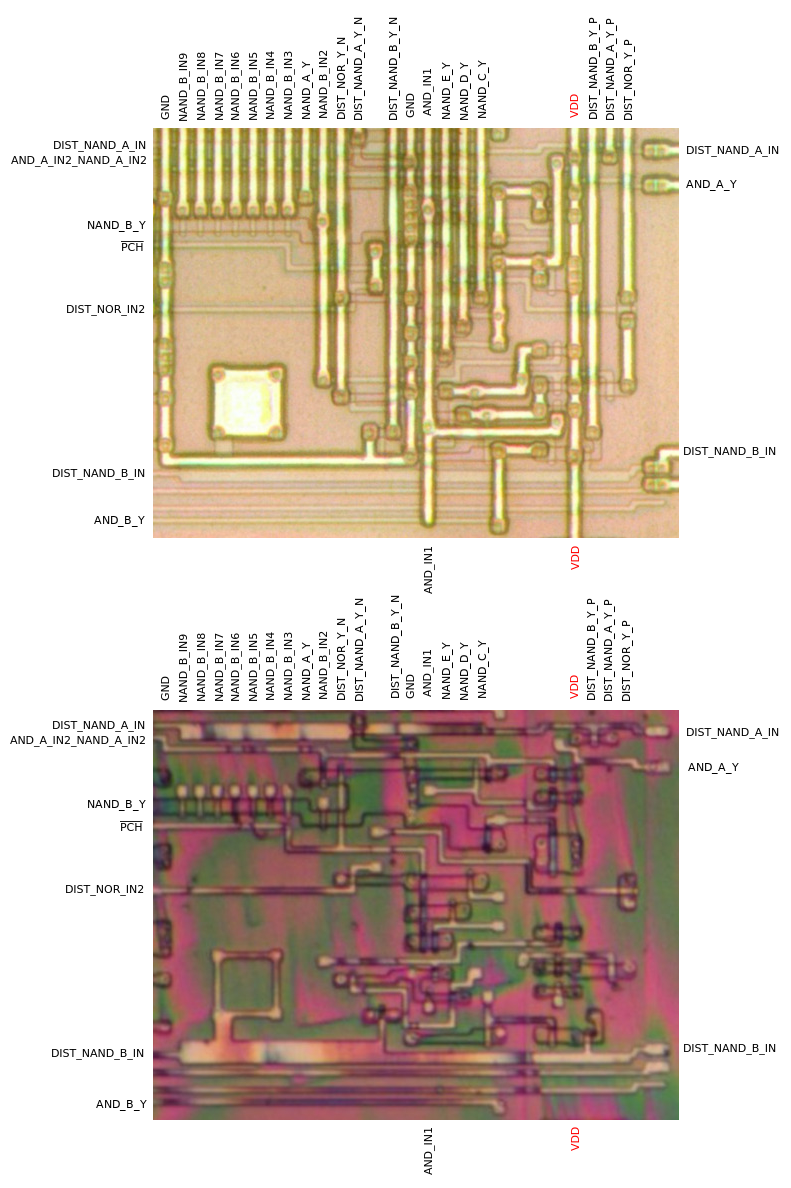 GND
NAND_B_IN9
NAND_B_IN8
NAND_B_IN7
NAND_B_IN6
NAND_B_IN5
NAND_B_IN4
NAND_B_IN3
NAND_A_Y
NAND_B_IN2
DIST_NOR_Y_N
DIST_NAND_A_Y_N
DIST_NAND_B_Y_N
GND
AND_IN1
NAND_E_Y
NAND_D_Y
NAND_C_Y
VDD
DIST_NAND_B_Y_P
DIST_NAND_A_Y_P
DIST_NOR_Y_P
DIST_NAND_A_IN
AND_A_IN2_NAND_A_IN2
NAND_B_Y
PCH
DIST_NOR_IN2
DIST_NAND_B_IN
AND_B_Y
DIST_NAND_A_IN
AND_A_Y
DIST_NAND_B_IN
AND_IN1
VDD
GND
NAND_B_IN9
NAND_B_IN8
NAND_B_IN7
NAND_B_IN6
NAND_B_IN5
NAND_B_IN4
NAND_B_IN3
NAND_A_Y
NAND_B_IN2
DIST_NOR_Y_N
DIST_NAND_A_Y_N
DIST_NAND_B_Y_N
GND
AND_IN1
NAND_E_Y
NAND_D_Y
NAND_C_Y
VDD
DIST_NAND_B_Y_P
DIST_NAND_A_Y_P
DIST_NOR_Y_P
DIST_NAND_A_IN
AND_A_IN2_NAND_A_IN2
NAND_B_Y
PCH
DIST_NOR_IN2
DIST_NAND_B_IN
AND_B_Y
DIST_NAND_A_IN
AND_A_Y
DIST_NAND_B_IN
AND_IN1
VDD